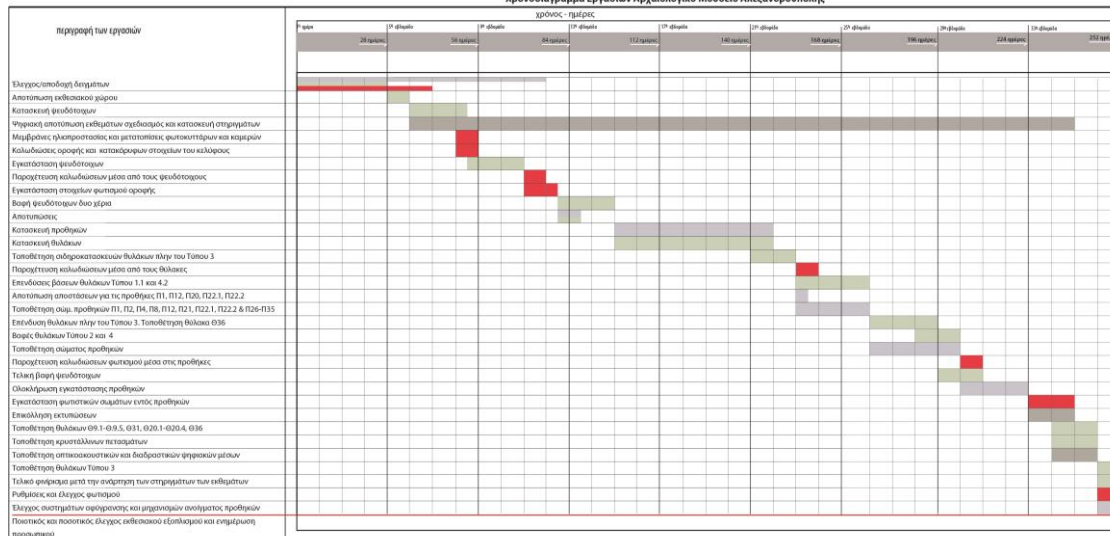 Χρονοδιάγραμμα Εργασιών Αρχαιολογικό Μουσείο Αλεξανδρούπολης
χρόνος - ημέρες
περιγραφή των εργασιών
28 ημέρες 56 ημέρες 84 ημέρες 112 ημέρες 140 ημέρες 168 ημέρες 196 ημέρες 224 ημέρες 252
Έλεγχος/αποδοχή δειγμάτων
Αποτύπωση εκθεσιακού χώρου
Κατασκευή ψευδότοιχων
Ψηφιακή αποτύπωση εκθεμάτων σχεδιασμός και κατασκευή στηριγμάτων
Μεμβράνες ηλιοπροστασίας και μετατοπίσεις φωτοκυττάρων και καμερών
Καλωδιώσεις οροφής και κατακόρυφων στοιχείων του κελύφους
Εγκατάσταση ψευδότοιχων
Παροχέτευση καλωδιώσεων μέσα από τους ψευδότοιχους
Εγκατάσταση στοιχείων φωτισμού οροφής
Βαφή ψευδότοιχων δυο χέρια
Αποτυπώσεις
Κατασκευή προθηκών
Κατασκευή θυλάκων
Τοποθέτηση σιδηροκατασκευών θυλάκων πλην του Τύπου 3
Παροχέτευση καλωδιώσεων μέσα από τους θύλακες
Επενδύσεις βάσεων θυλάκων Τύπου 1.1 και 4.2
Αποτύπωση αποστάσεων για τις προθήκες Π1, Π12, Π20, Π22.1, Π22.2
Τοποθέτηση σώμ. προθηκών Π1, Π2, Π4, Π8, Π12, Π21, Π22.1, Π22.2 & Π26-Π35
Επένδυση θυλάκων πλην του Τύπου 3. Τοποθέτηση θύλακα Θ36
Βαφές θυλάκων Τύπου 2 και 4
Τοποθέτηση σώματος προθηκών
Παροχέτευση καλωδιώσεων φωτισμού μέσα στις προθήκες
Τελική βαφή ψευδότοιχων
Ολοκλήρωση εγκατάστασης προθηκών
Εγκατάσταση φωτιστικών σωμάτων εντός προθηκών
Επικόλληση εκτυπώσεων
Τοποθέτηση θυλάκων Θ9.1-Θ9.5, Θ31, Θ20.1-Θ20.4, Θ36
Τοποθέτηση κρυστάλλινων πετασμάτων
Τοποθέτηση οπτικοακουστικών και διαδραστικών ψηφιακών μέσων
Τοποθέτηση θυλάκων Τύπου 3
Τελικό φινίρισμα μετά την ανάρτηση των στηριγμάτων των εκθεμάτων
Ρυθμίσεις και έλεγχος φωτισμού
Έλεγχος συστημάτων αφύγρανσης και μηχανισμών ανοίγματος προθηκών
Ποιοτικός και ποσοτικός έλεγχος εκθεσιακού εξοπλισμού και ενημέρωση
προσωπικού